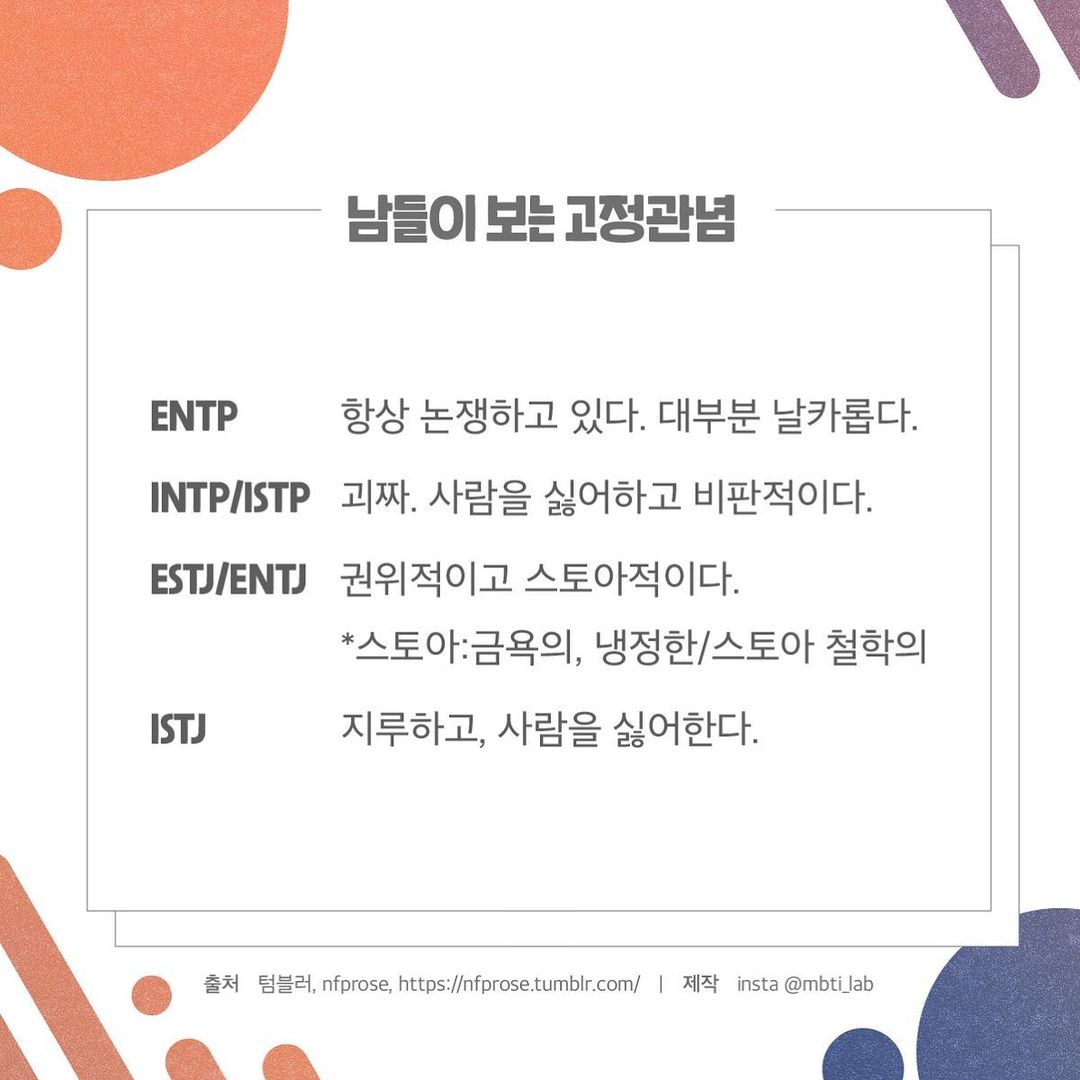 남들이 보는 고정관념
ENTP 항상 논쟁하고 있다. 대부분 날카롭다.
INTP/ISTP 괴짜. 사람을 싫어하고 비판적이다.
ESTJ/ENTJ 권위적이고 스토아적이다.
*스토아:금욕의, 냉정한/스토아 철학의
ISTJ 지루하고, 사람을 싫어한다.
출처 텀블러, nfprose, https://nfprose.tumblr.com/ | 제작 insta @mbti_lab